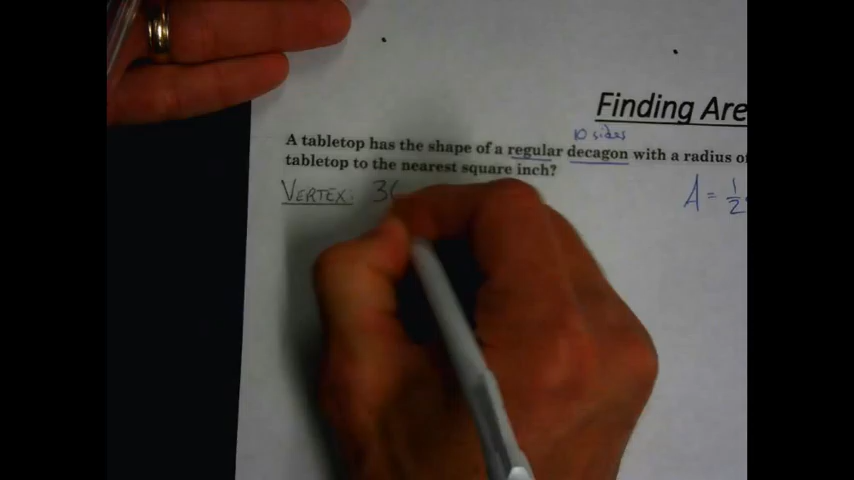 Finding Are
10 sides
A tabletop has the shape of a regular decagon with a radius o
tabletop to the nearest square inch?
VERTEX: 36
A = 1/2